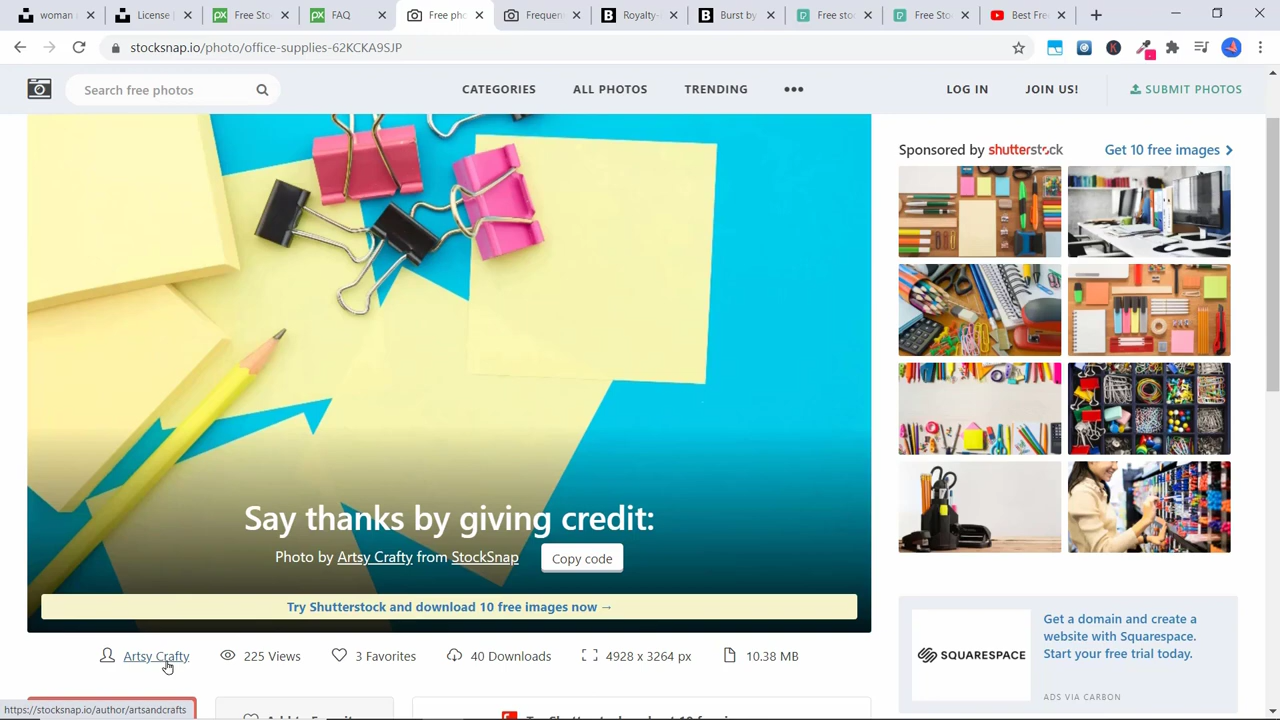 woman
License
Free Sto
FAQ
Free pho
Frequen
Royalty-
Burst by
Free sto
Free Sto
Best Fre
stocksnap.io/photo/office-supplies-62KCKA9SJP
Search free photos
CATEGORIES
ALL PHOTOS
TRENDING
LOG IN
JOIN US!
SUBMIT PHOTOS
Sponsored by shutterstock
Get 10 free images
Say thanks by giving credit:
Photo by Artsy Crafty from StockSnap
Copy code
Try Shutterstock and download 10 free images now →
Artsy Crafty
225 Views
3 Favorites
40 Downloads
4928 x 3264 px
10.38 MB
SQUARESPACE
Get a domain and create a
website with Squarespace.
Start your free trial today.
ADS VIA CARBON
https://stocksnap.io/author/artsandcrafts